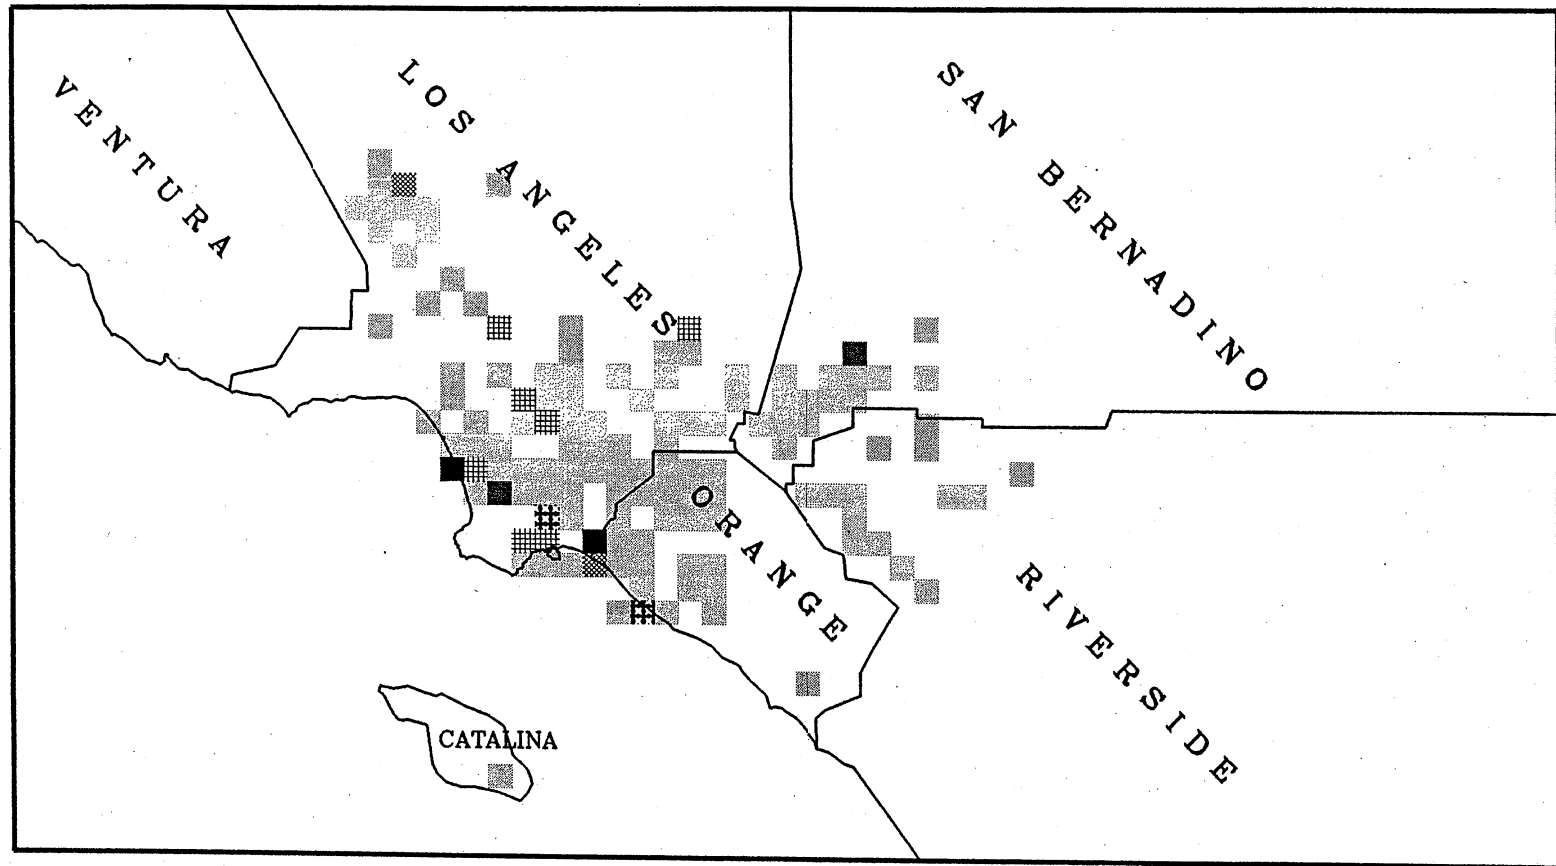 VENTURA
LOS ANGELES
SAN BERNADINO
ORANGE
RIVERSIDE
CATALINA